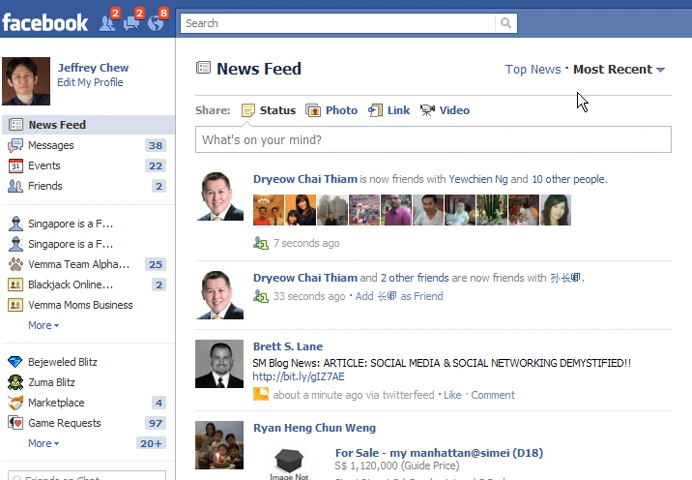 facebook
2
2
8
Search
Jeffrey Chew
Edit My Profile
News Feed
Messages 38
Events 22
Friends 2
Singapore is a F...
Singapore is a F...
Vemma Team Alpha... 25
Blackjack Online... 2
Vemma Moms Business
More
Bejeweled Blitz
Zuma Blitz
Marketplace 4
Game Requests 97
More 20+
Friends on Chat
News Feed
Top News · Most Recent
Share: Status Photo Link Video
What's on your mind?
Dryeow Chai Thiam is now friends with Yewchien Ng and 10 other people.
7 seconds ago
Dryeow Chai Thiam and 2 other friends are now friends with 孙长卿.
33 seconds ago · Add 长卿 as Friend
Brett S. Lane
SM Blog News: ARTICLE: SOCIAL MEDIA & SOCIAL NETWORKING DEMYSTIFIED!!
http://bit.ly/gIZ7AE
about a minute ago via twitterfeed · Like · Comment
Ryan Heng Chun Weng
Image Not
For Sale - my manhattan@simei (D18)
S$ 1,120,000 (Guide Price)